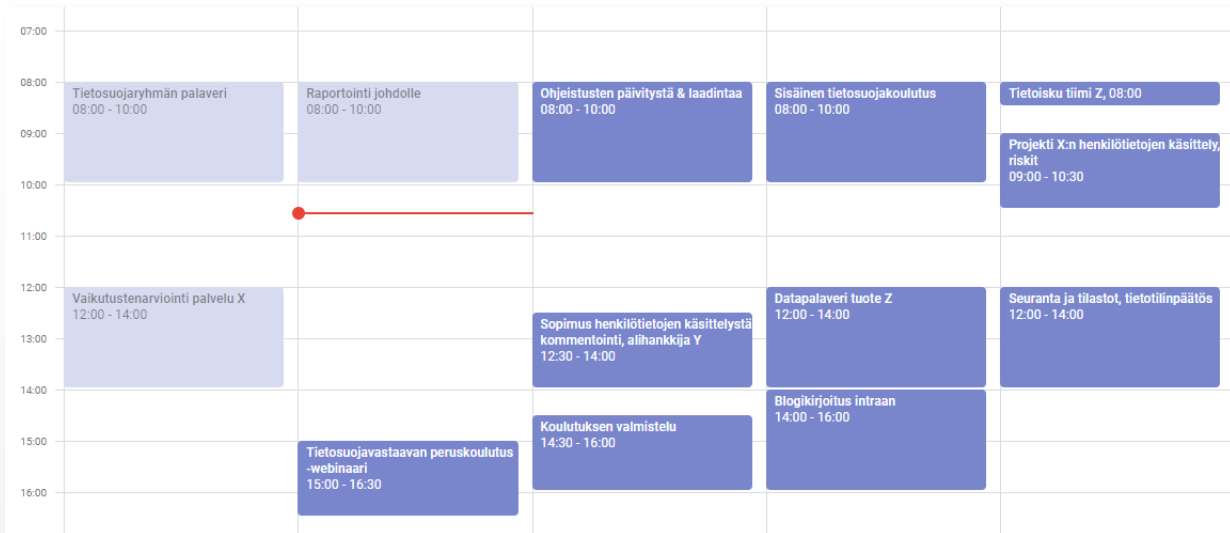 07:00
08:00
09:00
10:00
11:00
12:00
13:00
14:00
15:00
16:00
Tietosuojaryhmän palaveri
08:00 - 10:00
Vaikutustenarviointi palvelu X
12:00 - 14:00
Raportointi johdolle
08:00 - 10:00
Tietosuojavastaavan peruskoulutus
-webinaari
15:00 - 16:30
Ohjeistusten päivitystä & laadintaa
08:00 - 10:00
Sopimus henkilötietojen käsittelystä
kommentointi, alihankkija Y
12:30 - 14:00
Koulutuksen valmistelu
14:30 - 16:00
Sisäinen tietosuojakoulutus
08:00 - 10:00
Datapalaveri tuote Z
12:00 - 14:00
Blogikirjoitus intraan
14:00 - 16:00
Tietoisku tiimi Z, 08:00
Projekti X:n henkilötietojen käsittely,
riskit
09:00 - 10:30
Seuranta ja tilastot, tietotilinpäätös
12:00 - 14:00